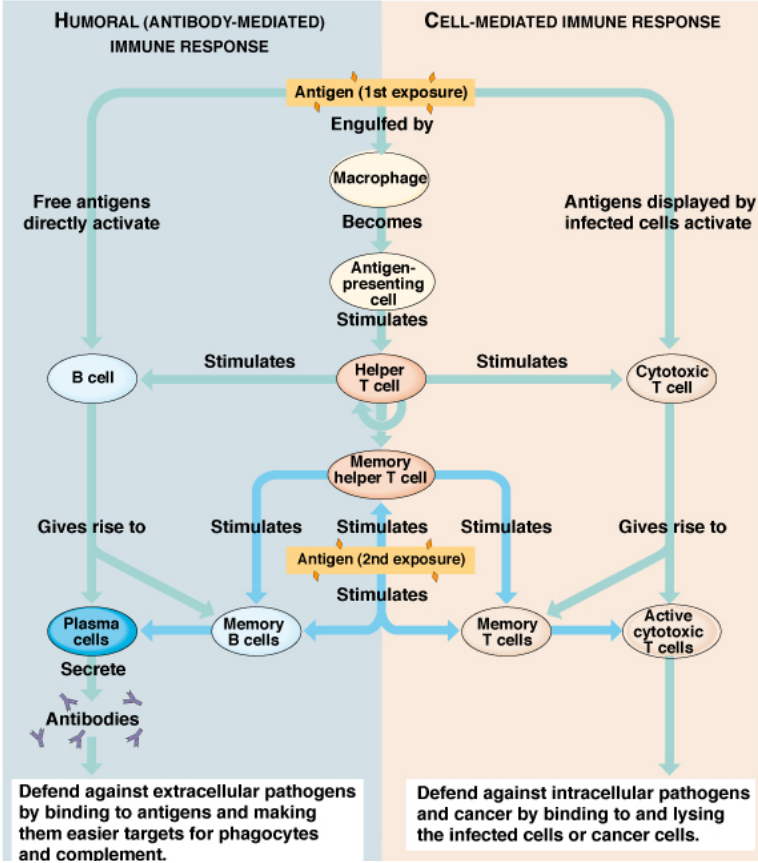 HUMORAL (ANTIBODY-MEDIATED)
IMMUNE RESPONSE
CELL-MEDIATED IMMUNE RESPONSE
Antigen (1st exposure)
Engulfed by
Macrophage
Free antigens
directly activate
Antigens displayed by
infected cells activate
Becomes
Antigen-
presenting
cell
Stimulates
B cell
Stimulates
Helper
T cell
Stimulates
Cytotoxic
T cell
Memory
helper T cell
Gives rise to
Stimulates
Stimulates
Stimulates
Gives rise to
Antigen (2nd exposure)
Stimulates
Plasma
cells
Memory
B cells
Memory
T cells
Active
cytotoxic
T cells
Secrete
Antibodies
Defend against extracellular pathogens
by binding to antigens and making
them easier targets for phagocytes
and complement.
Defend against intracellular pathogens
and cancer by binding to and lysing
the infected cells or cancer cells.